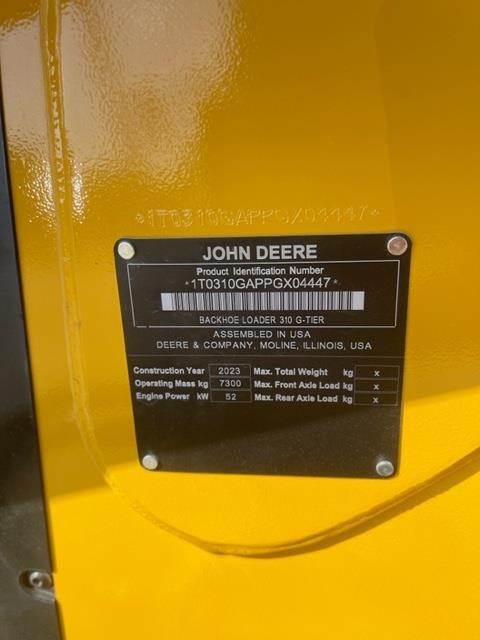 *1T0310GAPPGX04447*
JOHN DEERE
Product Identification Number
*1T0310GAPPGX04447*
BACKHOE LOADER 310 G-TIER
ASSEMBLED IN USA
DEERE & COMPANY, MOLINE, ILLINOIS, USA
Construction Year 2023 Max. Total Weight kg x
Operating Mass kg 7300 Max. Front Axle Load kg x
Engine Power kW 52 Max. Rear Axle Load kg x